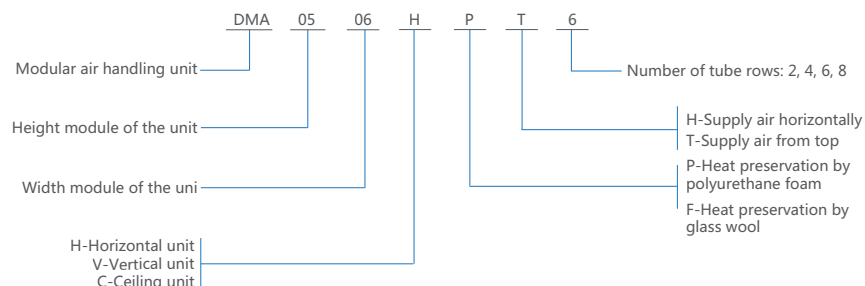 DMA 05 06 H P T 6
Modular air handling unit
Number of tube rows: 2, 4, 6, 8
Height module of the unit
H-Supply air horizontally
T-Supply air from top
Width module of the uni
P-Heat preservation by
polyurethane foam
F-Heat preservation by
glass wool
H-Horizontal unit
V-Vertical unit
C-Ceiling unit